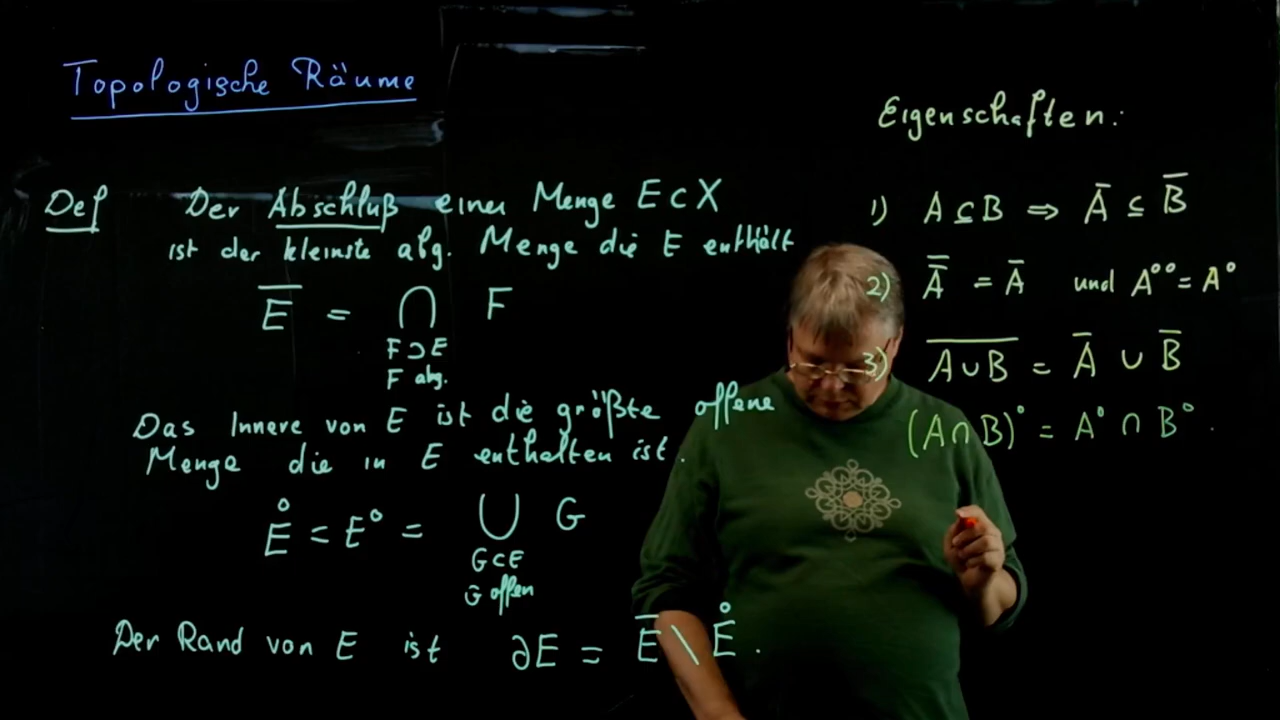 Topologische Räume
Def Der Abschluß einer Menge E ⊂ X
ist der kleinste abg. Menge die E enthält
E̅ = ⋂ F
F ⊃ E
F abg.
Das Innere von E ist die größte offene
Menge die in E enthalten ist.
E̊ = E° = ⋃ G
G ⊂ E
G offen
Der Rand von E ist ∂E = E̅ \ E̊.
Eigenschaften:
1) A ⊆ B ⇒ A̅ ⊆ B̅
2) A̿ = A̅ und A°° = A°
3) \overline{A ∪ B} = A̅ ∪ B̅
(A ∩ B)° = A° ∩ B°.